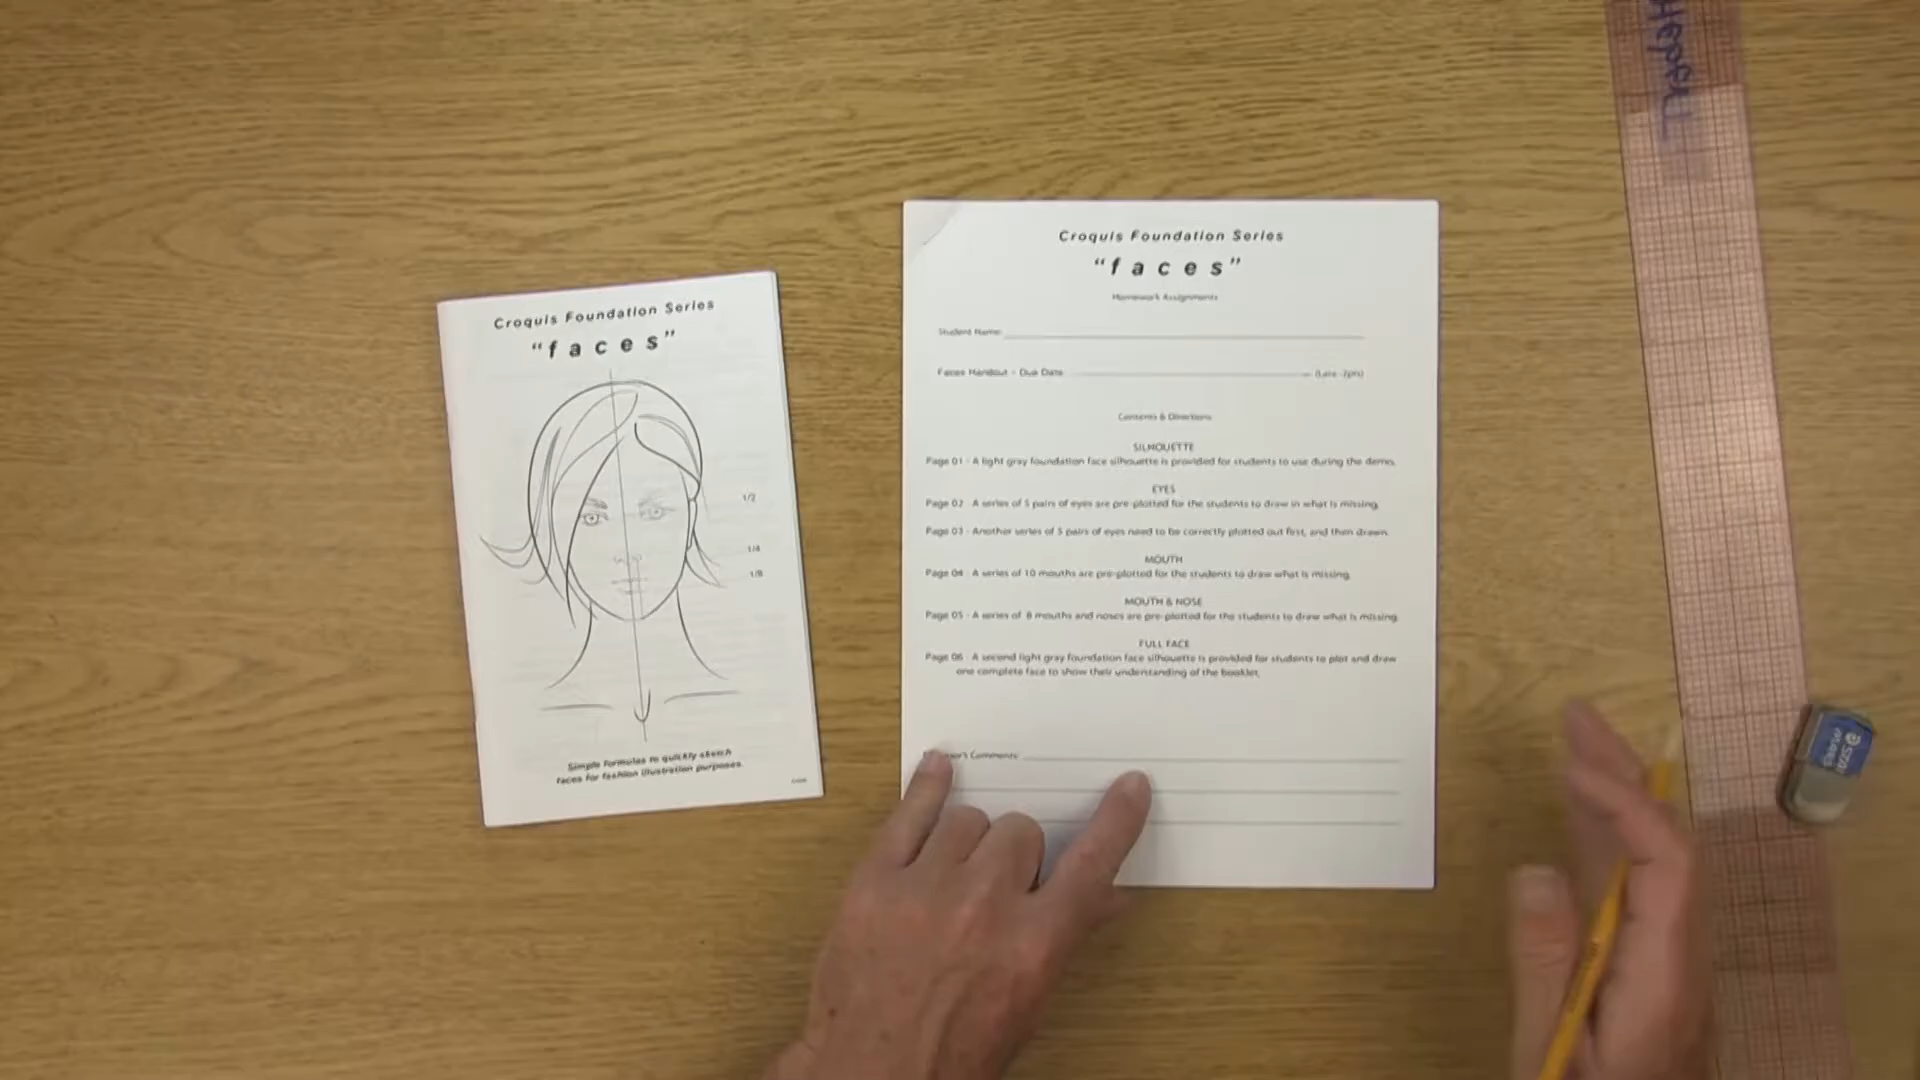 Croquis Foundation Series
"faces"
1/2
1/4
1/8
Simple formulas to quickly sketch
faces for fashion illustration purposes.
Croquis Foundation Series
"faces"
Homework Assignments
Student Name:
Faces Handout - Due Date: (Late -7pts)
Contents & Directions
SILHOUETTE
Page 01 - A light gray foundation face silhouette is provided for students to use during the demo.
EYES
Page 02 - A series of 5 pairs of eyes are pre-plotted for the students to draw in what is missing.
Page 03 - Another series of 5 pairs of eyes need to be correctly plotted out first, and then drawn.
MOUTH
Page 04 - A series of 10 mouths are pre-plotted for the students to draw what is missing.
MOUTH & NOSE
Page 05 - A series of 8 mouths and noses are pre-plotted for the students to draw what is missing.
FULL FACE
Page 06 - A second light gray foundation face silhouette is provided for students to plot and draw
one complete face to show their understanding of the booklet.
Comments: